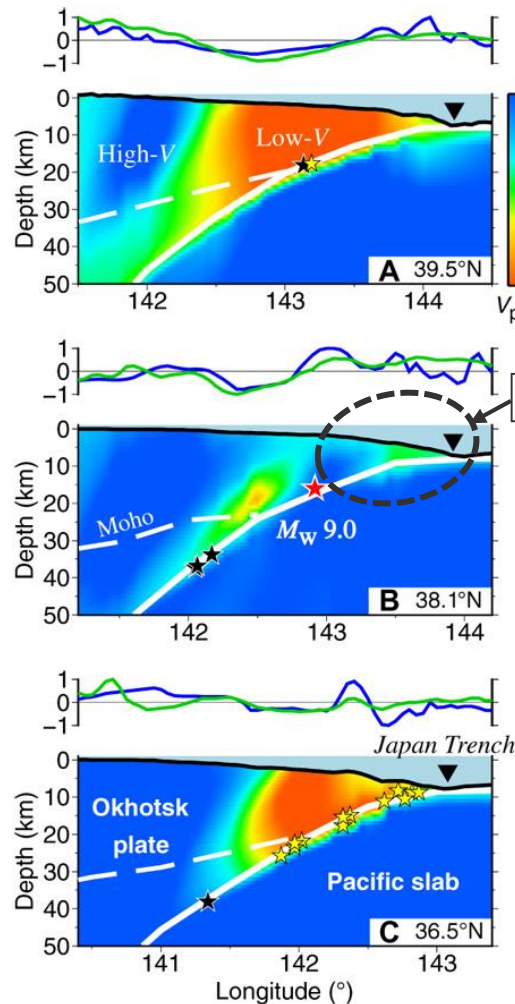 1
0
-1
0
10
20
30
40
50
Depth (km)
High-V
Low-V
A 39.5°N
142
143
144
1
0
-1
0
10
20
30
40
50
Depth (km)
Moho
Mw 9.0
B 38.1°N
142
143
144
1
0
-1
Japan Trench
0
10
20
30
40
50
Depth (km)
Okhotsk
plate
Pacific slab
C 36.5°N
141
142
143
Longitude (°)